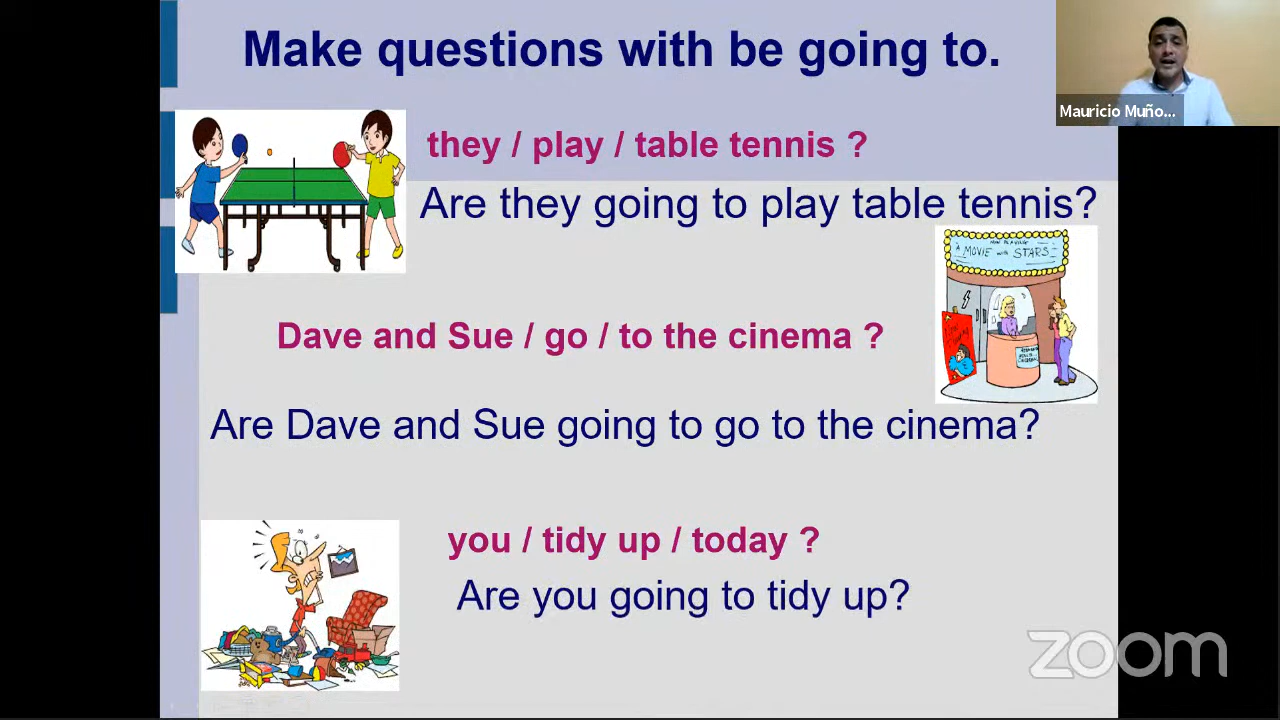 Make questions with be going to.
Mauricio Muño...
they / play / table tennis ?
Are they going to play table tennis?
NOW PLAYING
A MOVIE with STARS
Dave and Sue / go / to the cinema ?
Are Dave and Sue going to go to the cinema?
you / tidy up / today ?
Are you going to tidy up?
zoom